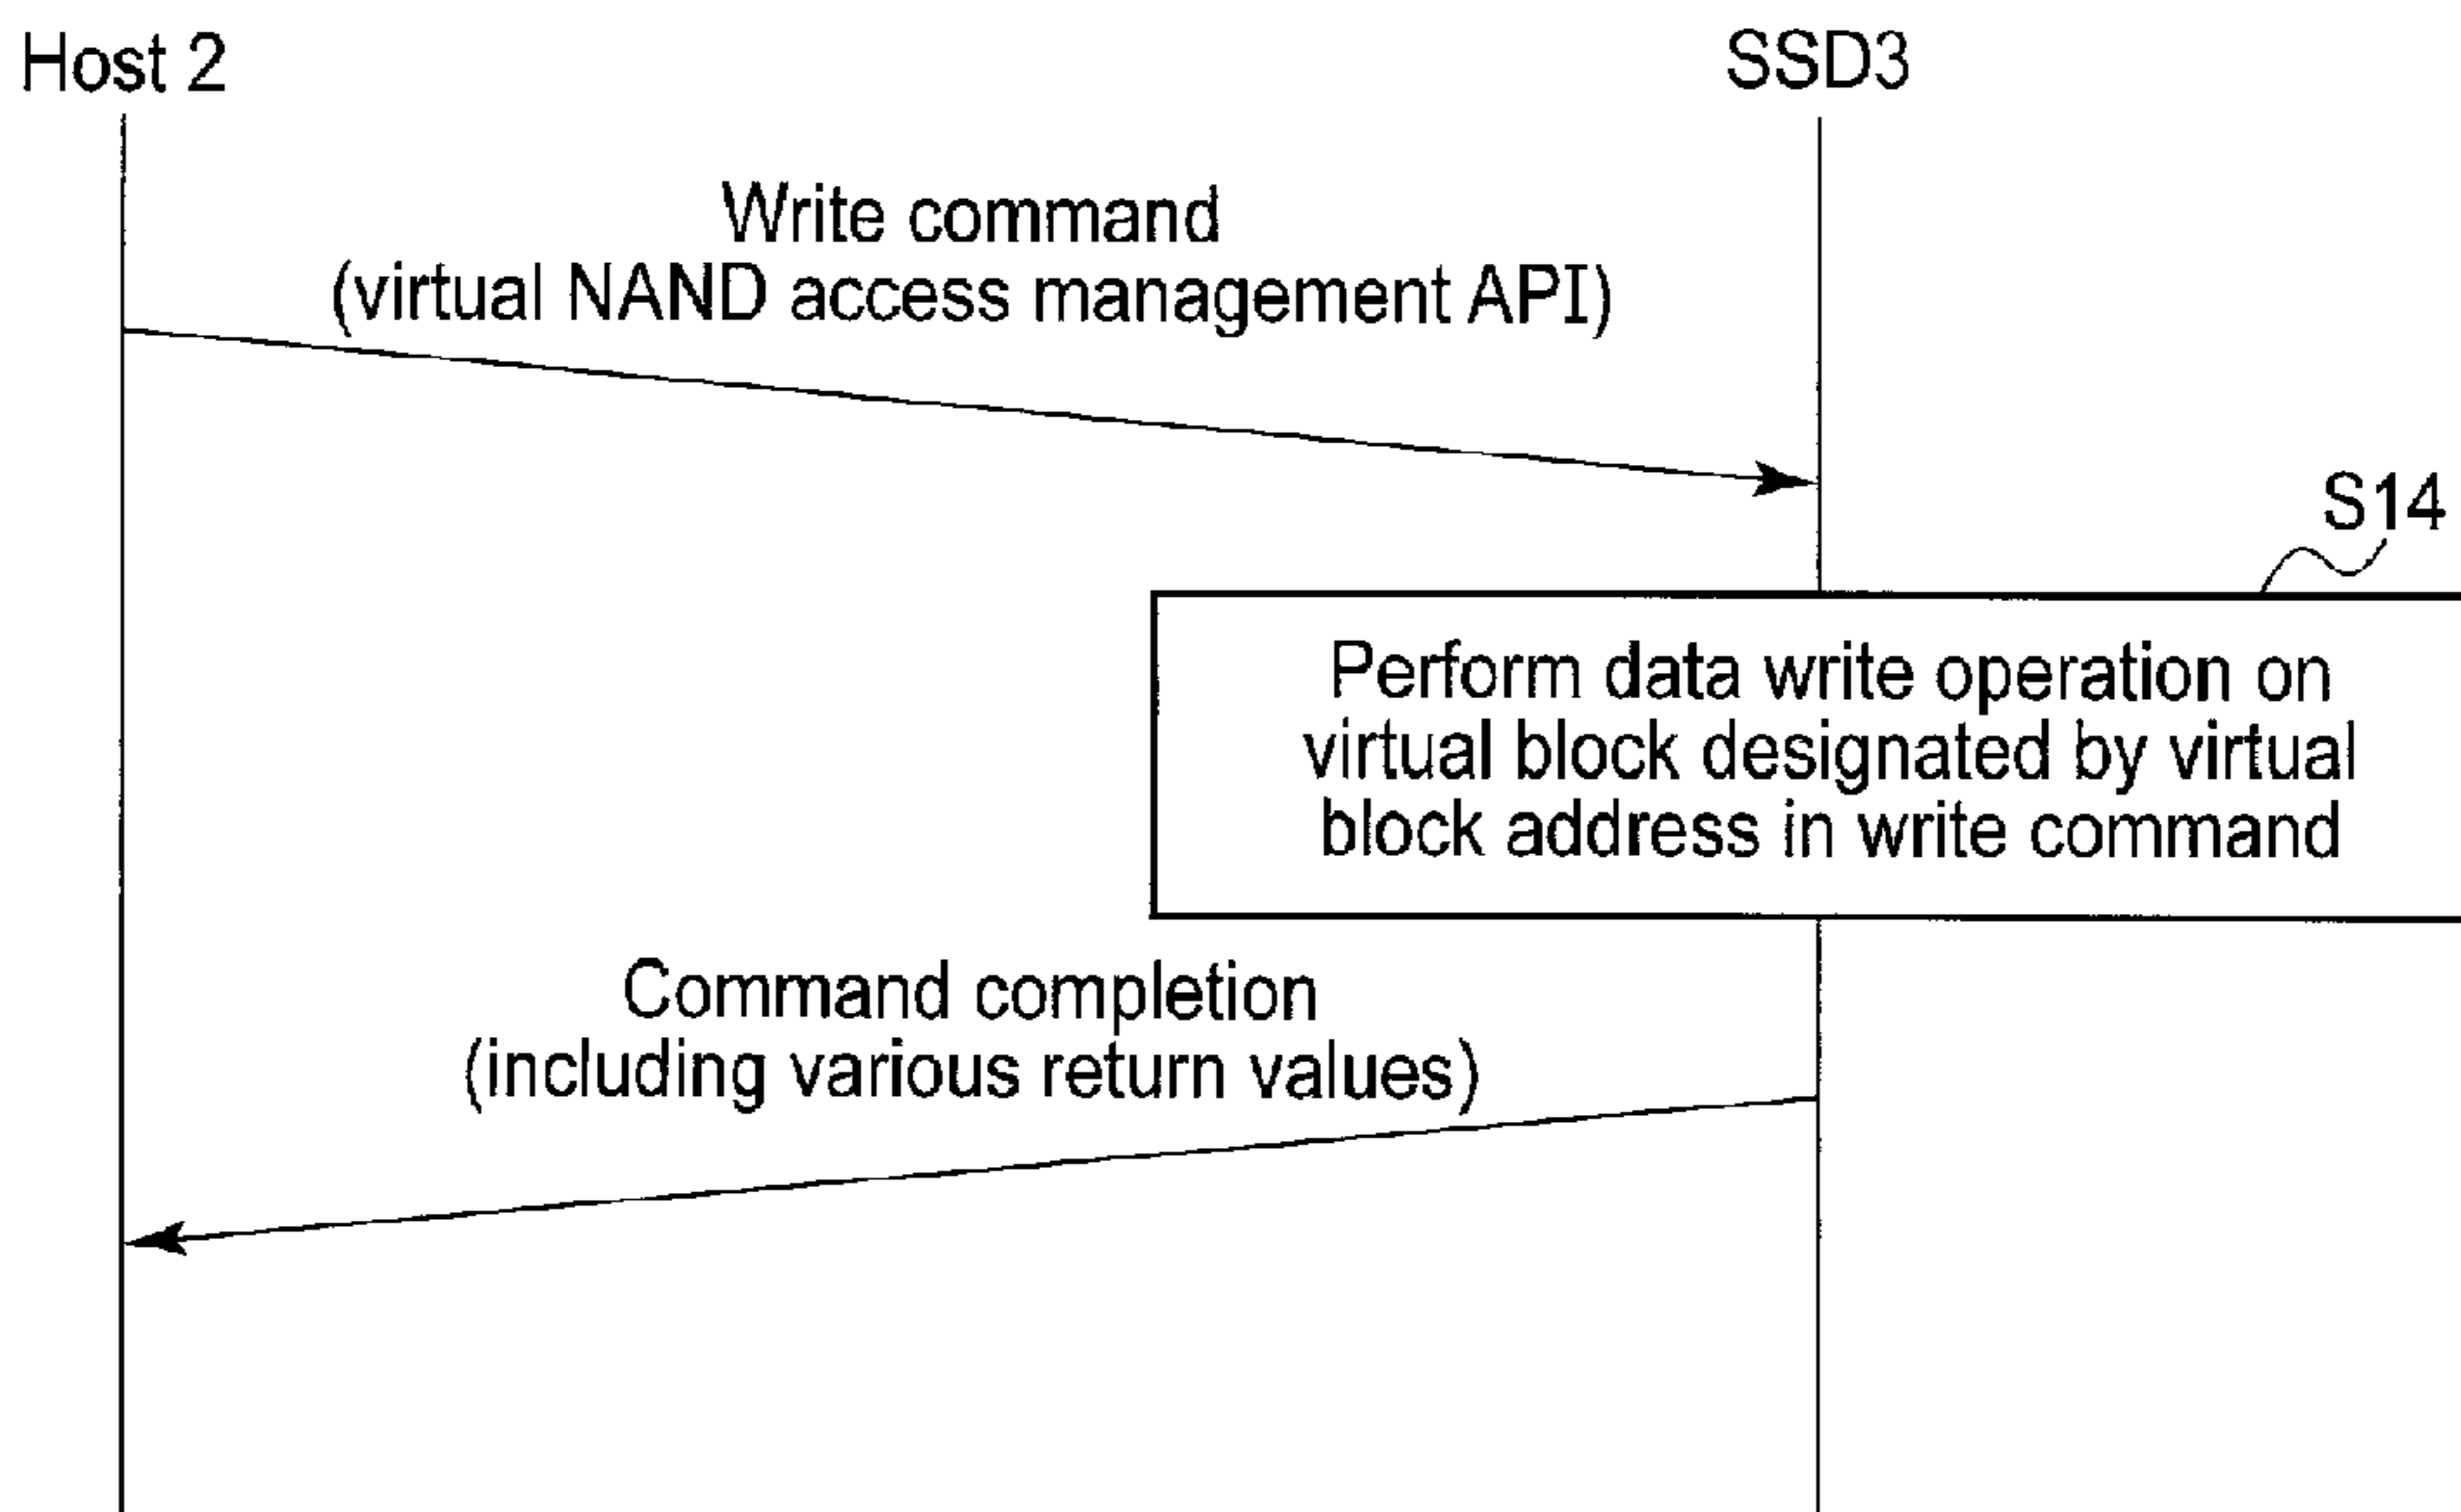 Host 2
SSD3
Write command
(virtual NAND access management API)
S14
Perform data write operation on
virtual block designated by virtual
block address in write command
Command completion
(including various return values)